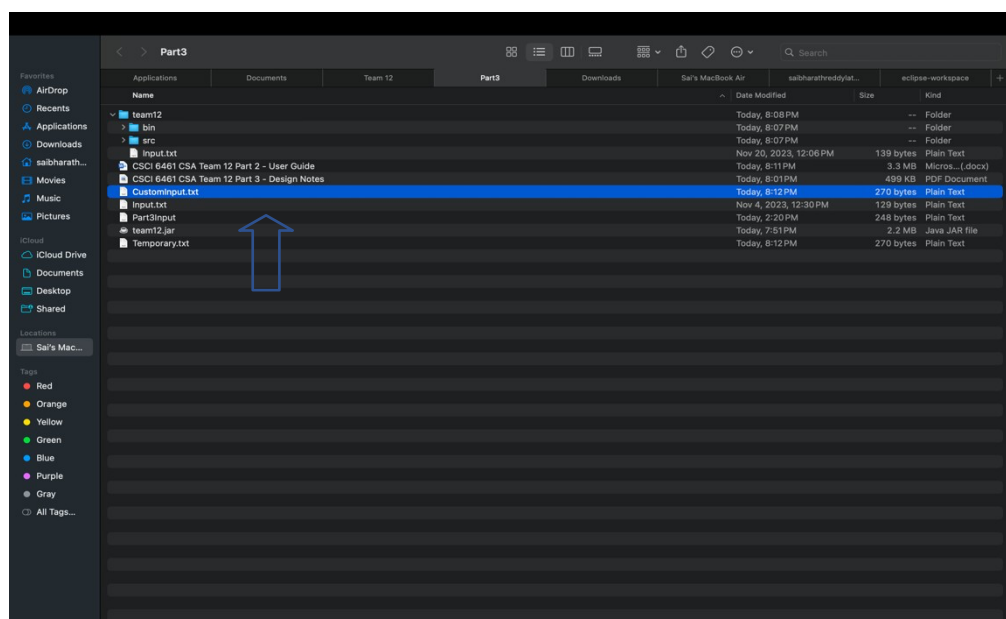 Part3
Search
Favorites
AirDrop
Recents
Applications
Downloads
saibharath...
Movies
Music
Pictures
iCloud
iCloud Drive
Documents
Desktop
Shared
Locations
Sai's Mac...
Tags
Red
Orange
Yellow
Green
Blue
Purple
Gray
All Tags...
Applications Documents Team 12 Part3 Downloads Sai's MacBook Air saibharathreddylat... eclipse-workspace
Name Date Modified Size Kind
team12 Today, 8:08 PM -- Folder
bin Today, 8:07 PM -- Folder
src Today, 8:07 PM -- Folder
Input.txt Nov 20, 2023, 12:06 PM 139 bytes Plain Text
CSCI 6461 CSA Team 12 Part 2 - User Guide Today, 8:11 PM 3.3 MB Micros...(.docx)
CSCI 6461 CSA Team 12 Part 3 - Design Notes Today, 8:01 PM 499 KB PDF Document
CustomInput.txt Today, 8:12 PM 270 bytes Plain Text
Input.txt Nov 4, 2023, 12:30 PM 129 bytes Plain Text
Part3Input Today, 2:20 PM 248 bytes Plain Text
team12.jar Today, 7:51 PM 2.2 MB Java JAR file
Temporary.txt Today, 8:12 PM 270 bytes Plain Text